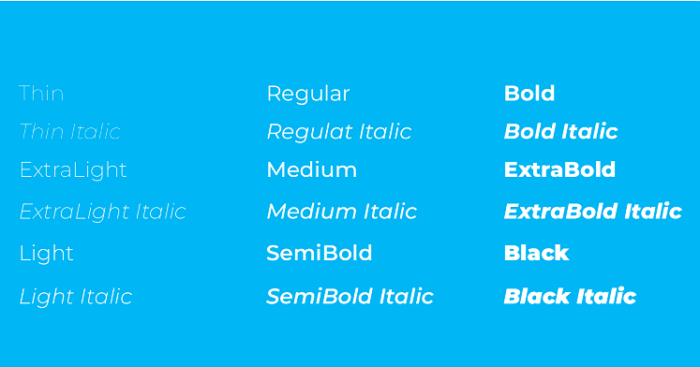 Thin
Thin Italic
ExtraLight
ExtraLight Italic
Light
Light Italic
Regular
Regulat Italic
Medium
Medium Italic
SemiBold
SemiBold Italic
Bold
Bold Italic
ExtraBold
ExtraBold Italic
Black
Black Italic